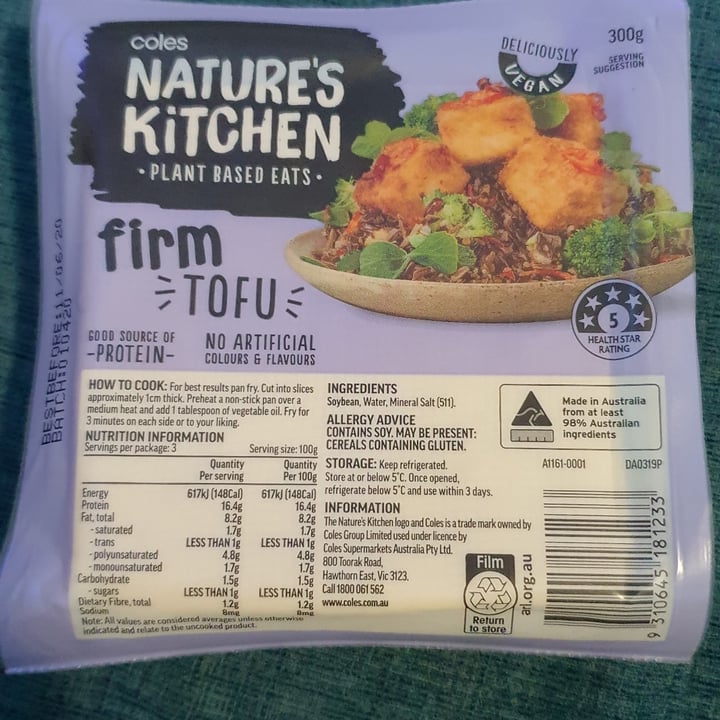 coles
NATURE'S
KiTCHEN
• PLANT BASED EATS •
DELICIOUSLY
VEGAN
300g
SERVING
SUGGESTION
firm
TOFU
GOOD SOURCE OF
-PROTEIN-
NO ARTIFICIAL
COLOURS & FLAVOURS
5
HEALTH STAR
RATING
BESTBEFORE:11/06/20
BATCH:010420
HOW TO COOK: For best results pan fry. Cut into slices
approximately 1cm thick. Preheat a non-stick pan over a
medium heat and add 1 tablespoon of vegetable oil. Fry for
3 minutes on each side or to your liking.
NUTRITION INFORMATION
Servings per package: 3 Serving size: 100g
Quantity Quantity
Per serving Per 100g
Energy 617kJ (148Cal) 617kJ (148Cal)
Protein 16.4g 16.4g
Fat, total 8.2g 8.2g
- saturated 1.7g 1.7g
- trans LESS THAN 1g LESS THAN 1g
- polyunsaturated 4.8g 4.8g
- monounsaturated 1.7g 1.7g
Carbohydrate 1.5g 1.5g
- sugars LESS THAN 1g LESS THAN 1g
Dietary Fibre, total 1.2g 1.2g
Sodium 8mg 8mg
Note: All values are considered averages unless otherwise
indicated and relate to the uncooked product.
INGREDIENTS
Soybean, Water, Mineral Salt (511).
ALLERGY ADVICE
CONTAINS SOY. MAY BE PRESENT:
CEREALS CONTAINING GLUTEN.
STORAGE: Keep refrigerated.
Store at or below 5°C. Once opened,
refrigerate below 5°C and use within 3 days.
INFORMATION
The Nature's Kitchen logo and Coles is a trade mark owned by
Coles Group Limited used under licence by
Coles Supermarkets Australia Pty Ltd.
800 Toorak Road,
Hawthorn East, Vic 3123.
Call 1800 061 562
www.coles.com.au
Made in Australia
from at least
98% Australian
ingredients
A1161-0001 DA0319P
Film
Return
to store
arl.org.au
9 310645 181233